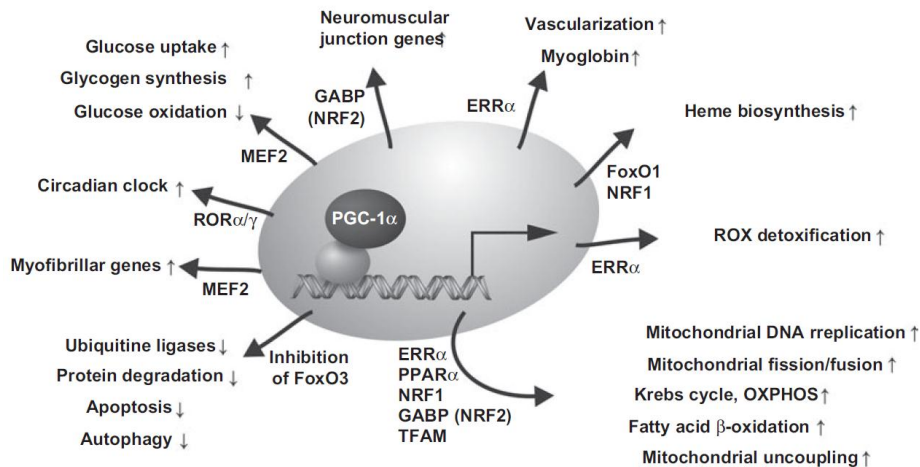 Neuromuscular
junction genes↑
Vascularization ↑
Myoglobin ↑
Glucose uptake ↑
Glycogen synthesis ↑
Glucose oxidation ↓
GABP
(NRF2)
ERRα
Heme biosynthesis ↑
MEF2
FoxO1
NRF1
Circadian clock ↑
RORα/γ
PGC-1α
ROX detoxification ↑
ERRα
Myofibrillar genes ↑
MEF2
Ubiquitine ligases ↓
Protein degradation ↓
Apoptosis ↓
Autophagy ↓
Inhibition
of FoxO3
ERRα
PPARα
NRF1
GABP (NRF2)
TFAM
Mitochondrial DNA rreplication ↑
Mitochondrial fission/fusion ↑
Krebs cycle, OXPHOS ↑
Fatty acid β-oxidation ↑
Mitochondrial uncoupling ↑